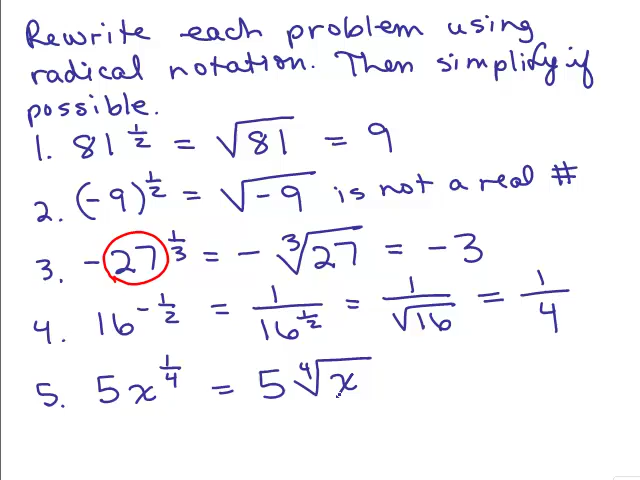 Rewrite each problem using
radical notation. Then simplify if
possible.
1. 81^{1/2} = √81 = 9
2. (-9)^{1/2} = √-9 is not a real #
3. -27^{1/3} = -∛27 = -3
4. 16^{-1/2} = 1/16^{1/2} = 1/√16 = 1/4
5. 5x^{1/4} = 5∜x